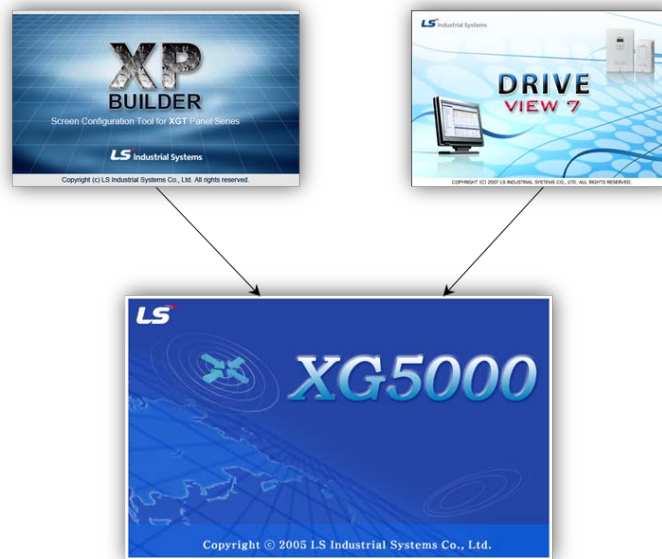 XP
BUILDER
Screen Configuration Tool for XGT Panel Series
LS Industrial Systems
Copyright (c) LS Industrial Systems Co., Ltd. All rights reserved.
LS Industrial Systems
DRIVE
VIEW 7
COPYRIGHT (C) 2007 LS INDUSTRIAL SYSTEMS CO., LTD. ALL RIGHTS RESERVED.
LS
XG5000
Copyright © 2005 LS Industrial Systems Co., Ltd.